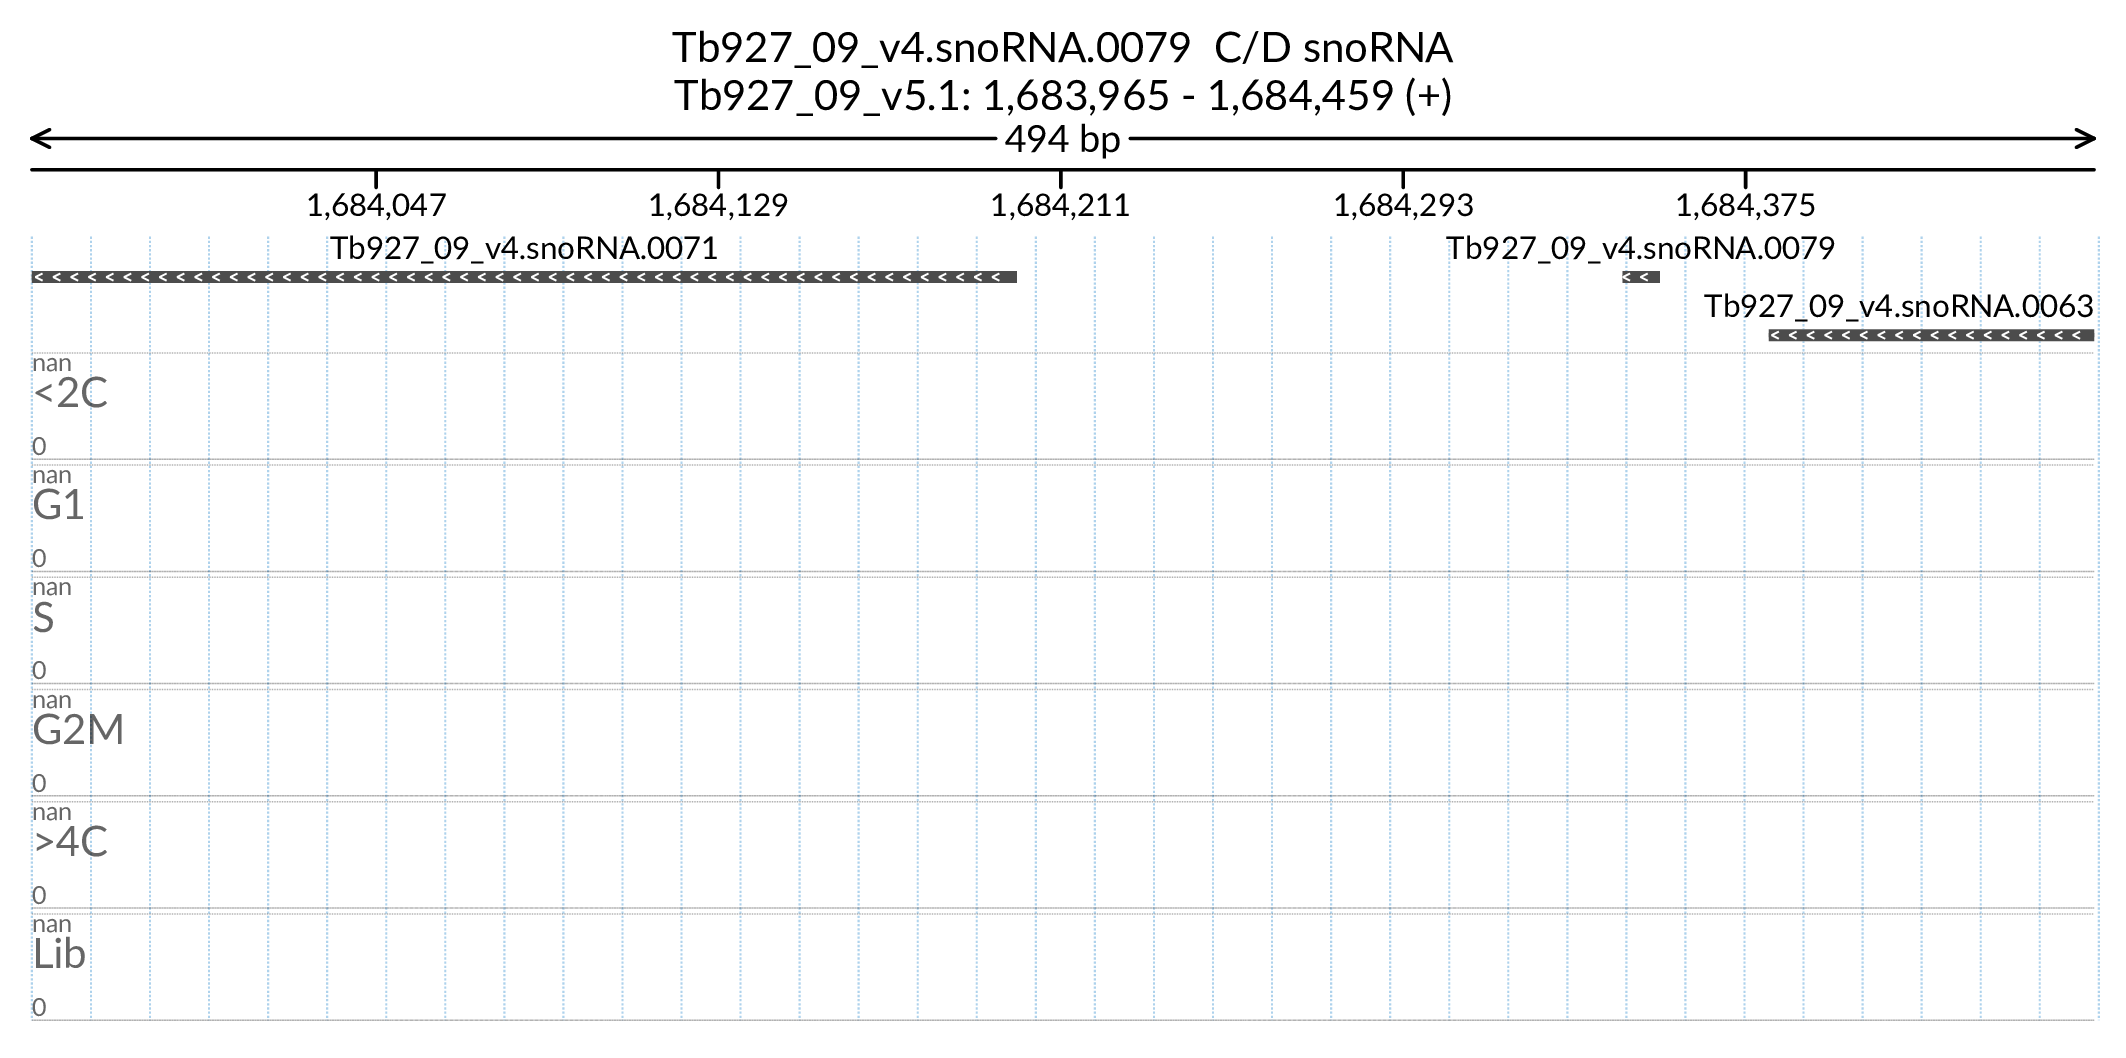 Tb927_09_v4.snoRNA.0079  C/D snoRNA
Tb927_09_v5.1: 1,683,965 - 1,684,459 (+)
494 bp
1,684,047 1,684,129 1,684,211 1,684,293 1,684,375
Tb927_09_v4.snoRNA.0071 Tb927_09_v4.snoRNA.0079
Tb927_09_v4.snoRNA.0063
nan
<2C
0
nan
G1
0
nan
S
0
nan
G2M
0
nan
>4C
0
nan
Lib
0